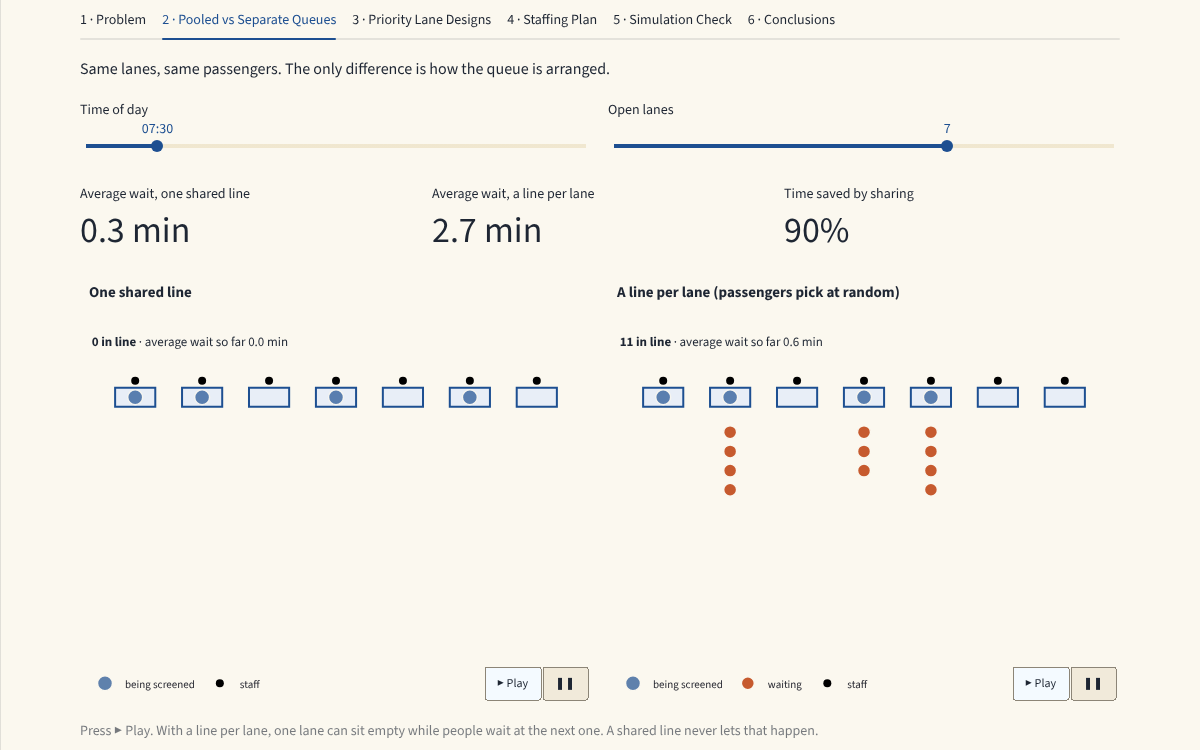 1 · Problem 2 · Pooled vs Separate Queues 3 · Priority Lane Designs 4 · Staffing Plan 5 · Simulation Check 6 · Conclusions
Same lanes, same passengers. The only difference is how the queue is arranged.
Time of day
07:30
Open lanes
7
Average wait, one shared line
0.3 min
Average wait, a line per lane
2.7 min
Time saved by sharing
90%
One shared line
0 in line · average wait so far 0.0 min
being screened
staff
▶ Play
A line per lane (passengers pick at random)
11 in line · average wait so far 0.6 min
being screened
waiting
staff
▶ Play
Press ▶ Play. With a line per lane, one lane can sit empty while people wait at the next one. A shared line never lets that happen.